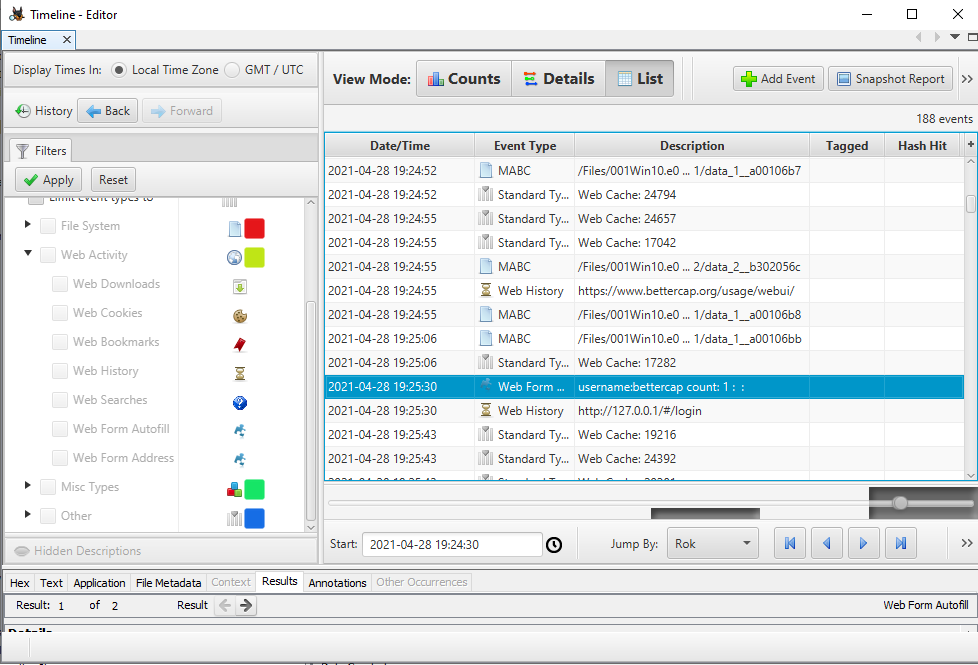 Timeline - Editor
Timeline
Display Times In: Local Time Zone GMT / UTC
History Back Forward
Filters
Apply Reset
Limit event types to
File System
Web Activity
Web Downloads
Web Cookies
Web Bookmarks
Web History
Web Searches
Web Form Autofill
Web Form Address
Misc Types
Other
Hidden Descriptions
View Mode: Counts Details List Add Event Snapshot Report
188 events
Date/Time Event Type Description Tagged Hash Hit
2021-04-28 19:24:52 MABC /Files/001Win10.e0 ... 1/data_1__a00106b7
2021-04-28 19:24:52 Standard Ty... Web Cache: 24794
2021-04-28 19:24:55 Standard Ty... Web Cache: 24657
2021-04-28 19:24:55 Standard Ty... Web Cache: 17042
2021-04-28 19:24:55 MABC /Files/001Win10.e0 ... 2/data_2__b302056c
2021-04-28 19:24:55 Web History https://www.bettercap.org/usage/webui/
2021-04-28 19:24:55 MABC /Files/001Win10.e0 ... 1/data_1__a00106b8
2021-04-28 19:25:06 MABC /Files/001Win10.e0 ... 1/data_1__a00106bb
2021-04-28 19:25:06 Standard Ty... Web Cache: 17282
2021-04-28 19:25:30 Web Form ... username:bettercap count: 1 : :
2021-04-28 19:25:30 Web History http://127.0.0.1/#/login
2021-04-28 19:25:43 Standard Ty... Web Cache: 19216
2021-04-28 19:25:43 Standard Ty... Web Cache: 24392
Start: 2021-04-28 19:24:30 Jump By: Rok
Hex Text Application File Metadata Context Results Annotations Other Occurrences
Result: 1 of 2 Result Web Form Autofill
Details